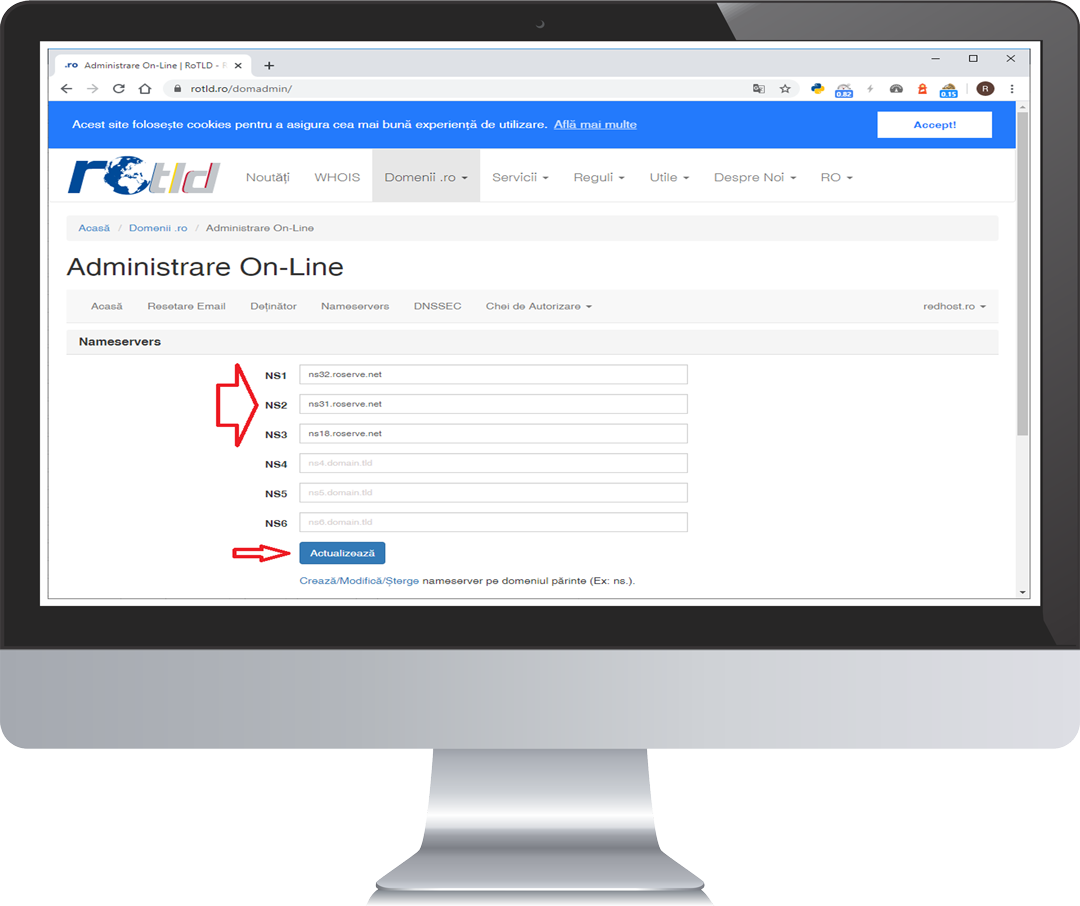 .ro Administrare On-Line | RoTLD -
rotld.ro/domadmin/
0.82
0.15
R
Acest site folosește cookies pentru a asigura cea mai bună experiență de utilizare. Află mai multe
Accept!
rotld
Noutăți WHOIS Domenii .ro Servicii Reguli Utile Despre Noi RO
Acasă / Domenii .ro / Administrare On-Line
Administrare On-Line
Acasă Resetare Email Deținător Nameservers DNSSEC Chei de Autorizare redhost.ro
Nameservers
NS1 ns32.roserve.net
NS2 ns31.roserve.net
NS3 ns18.roserve.net
NS4 ns4.domain.tld
NS5 ns5.domain.tld
NS6 ns6.domain.tld
Actualizează
Crează/Modifică/Șterge nameserver pe domeniul părinte (Ex: ns.).